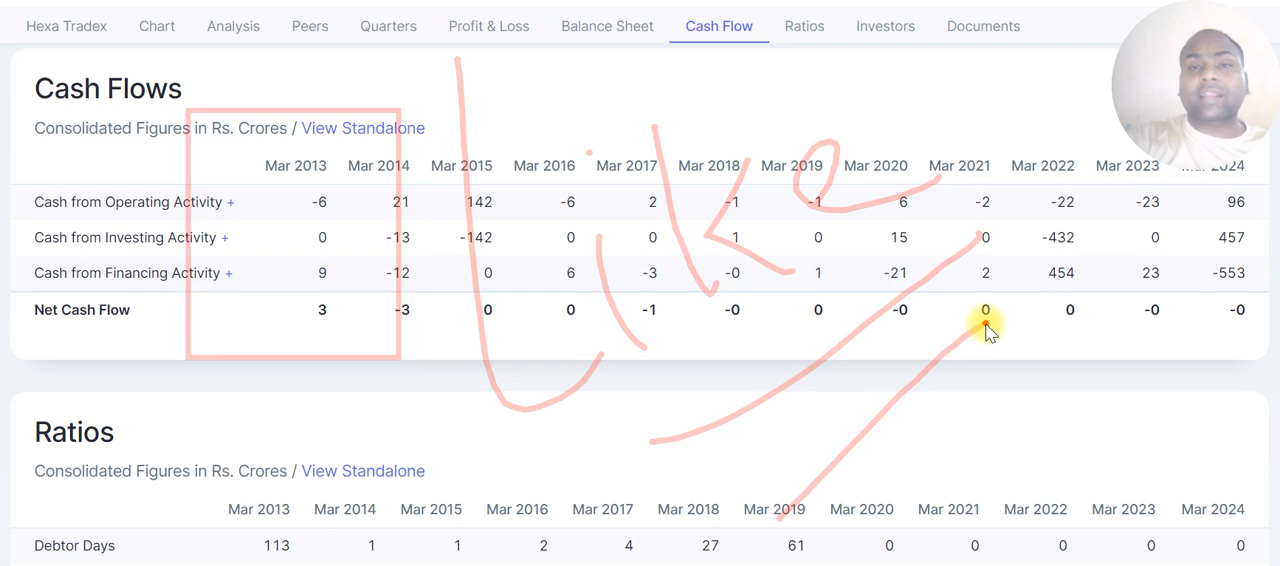 Hexa Tradex Chart Analysis Peers Quarters Profit & Loss Balance Sheet Cash Flow Ratios Investors Documents
Cash Flows
Consolidated Figures in Rs. Crores / View Standalone
Mar 2013 Mar 2014 Mar 2015 Mar 2016 Mar 2017 Mar 2018 Mar 2019 Mar 2020 Mar 2021 Mar 2022 Mar 2023 Mar 2024
Cash from Operating Activity + -6 21 142 -6 2 -1 -1 6 -2 -22 -23 96
Cash from Investing Activity + 0 -13 -142 0 0 1 0 15 0 -432 0 457
Cash from Financing Activity + 9 -12 0 6 -3 -0 1 -21 2 454 23 -553
Net Cash Flow 3 -3 0 0 -1 -0 0 -0 0 0 -0 -0
Like
Ratios
Consolidated Figures in Rs. Crores / View Standalone
Mar 2013 Mar 2014 Mar 2015 Mar 2016 Mar 2017 Mar 2018 Mar 2019 Mar 2020 Mar 2021 Mar 2022 Mar 2023 Mar 2024
Debtor Days 113 1 1 2 4 27 61 0 0 0 0 0